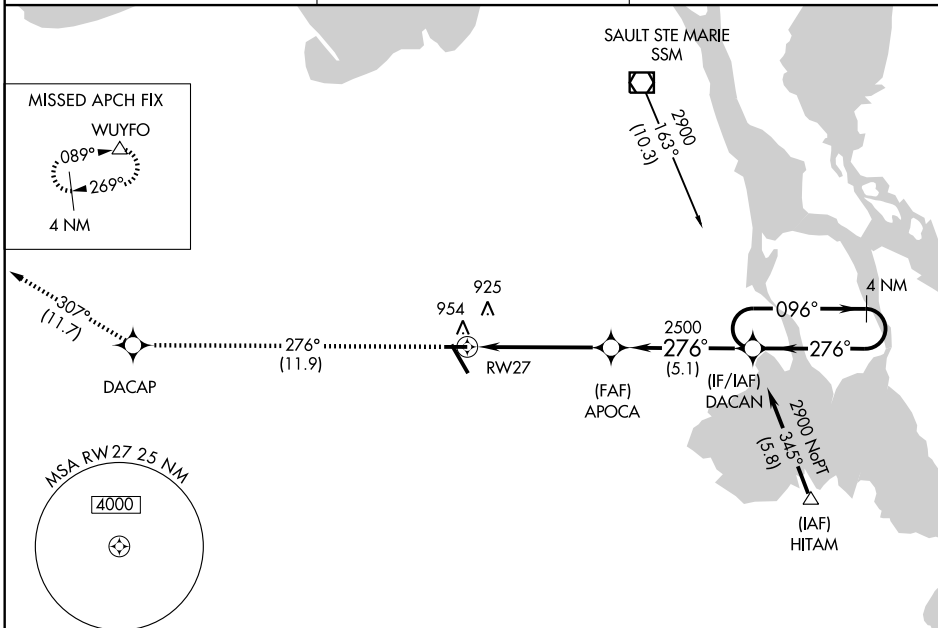 SAULT STE MARIE
SSM
2900
163°
(10.3)
MISSED APCH FIX
WUYFO
089°
269°
4 NM
307°
(11.7)
DACAP
276°
(11.9)
954
925
RW27
2500
276°
(5.1)
(FAF)
APOCA
(IF/IAF)
DACAN
096°
4 NM
276°
2900 NoPT
345°
(5.8)
(IAF)
HITAM
MSA RW 27 25 NM
4000